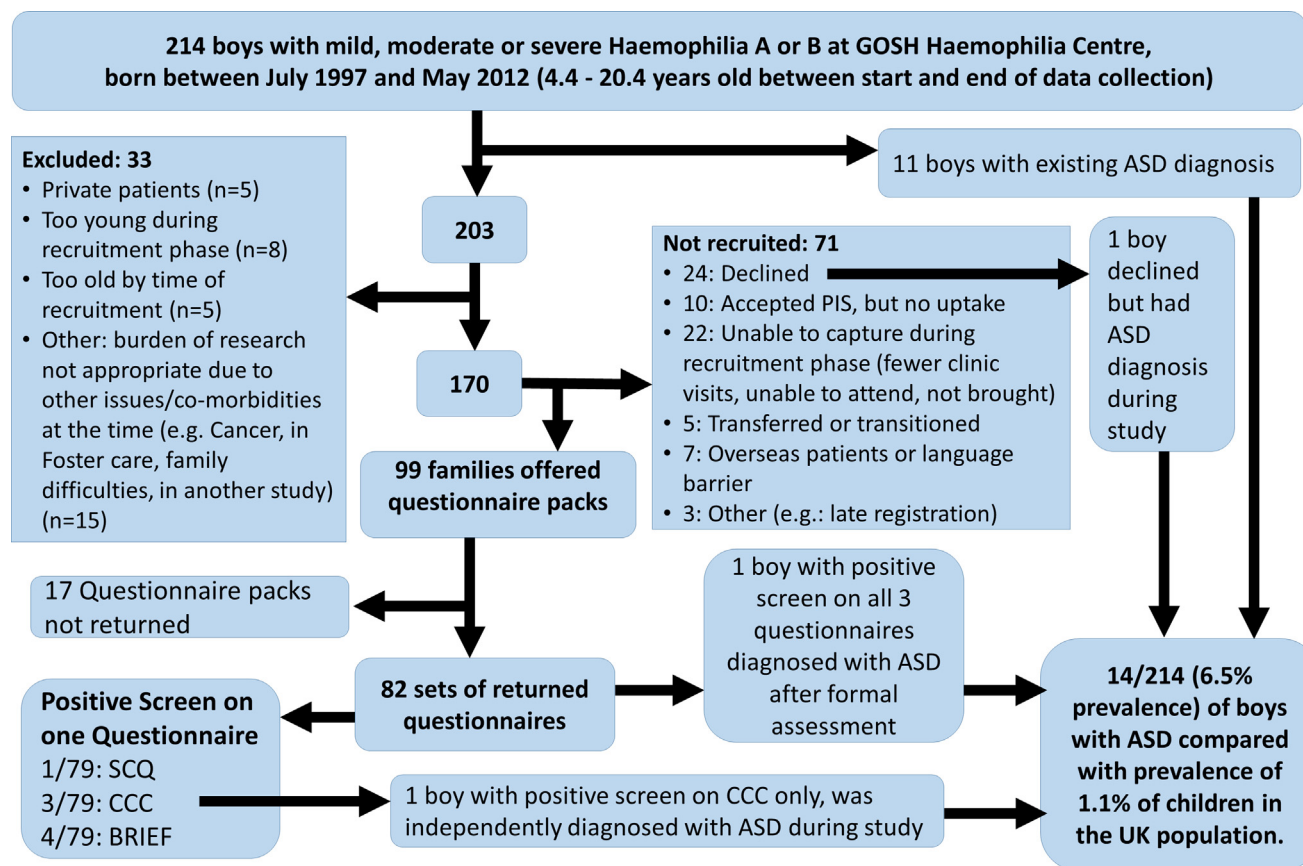 214 boys with mild, moderate or severe Haemophilia A or B at GOSH Haemophilia Centre,
born between July 1997 and May 2012 (4.4 - 20.4 years old between start and end of data collection)
Excluded: 33
• Private patients (n=5)
• Too young during
recruitment phase (n=8)
• Too old by time of
recruitment (n=5)
• Other: burden of research
not appropriate due to
other issues/co-morbidities
at the time (e.g. Cancer, in
Foster care, family
difficulties, in another study)
(n=15)
11 boys with existing ASD diagnosis
203
Not recruited: 71
• 24: Declined
• 10: Accepted PIS, but no uptake
• 22: Unable to capture during
recruitment phase (fewer clinic
visits, unable to attend, not brought)
• 5: Transferred or transitioned
• 7: Overseas patients or language
barrier
• 3: Other (e.g.: late registration)
1 boy
declined
but had
ASD
diagnosis
during
study
170
99 families offered
questionnaire packs
17 Questionnaire packs
not returned
82 sets of returned
questionnaires
1 boy with positive
screen on all 3
questionnaires
diagnosed with ASD
after formal
assessment
Positive Screen on
one Questionnaire
1/79: SCQ
3/79: CCC
4/79: BRIEF
1 boy with positive screen on CCC only, was
independently diagnosed with ASD during study
14/214 (6.5%
prevalence) of boys
with ASD compared
with prevalence of
1.1% of children in
the UK population.